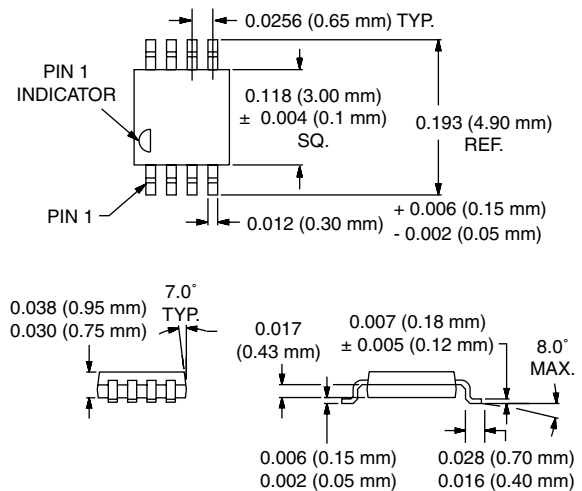 0.0256 (0.65 mm) TYP.
PIN 1
INDICATOR
0.118 (3.00 mm)
± 0.004 (0.1 mm)
SQ.
0.193 (4.90 mm)
REF.
PIN 1
0.012 (0.30 mm)
+ 0.006 (0.15 mm)
- 0.002 (0.05 mm)
0.038 (0.95 mm)
0.030 (0.75 mm)
7.0°
TYP.
0.017
(0.43 mm)
0.007 (0.18 mm)
± 0.005 (0.12 mm)
8.0°
MAX.
0.006 (0.15 mm)
0.002 (0.05 mm)
0.028 (0.70 mm)
0.016 (0.40 mm)